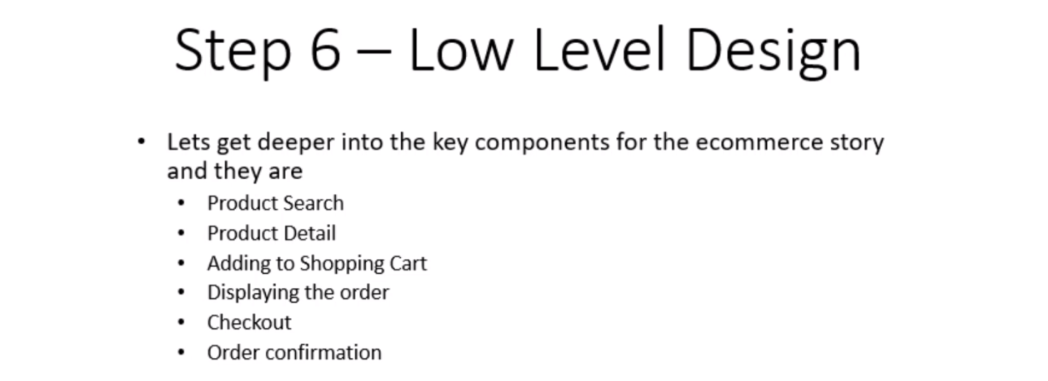 Step 6 – Low Level Design
• Lets get deeper into the key components for the ecommerce story
and they are
• Product Search
• Product Detail
• Adding to Shopping Cart
• Displaying the order
• Checkout
• Order confirmation